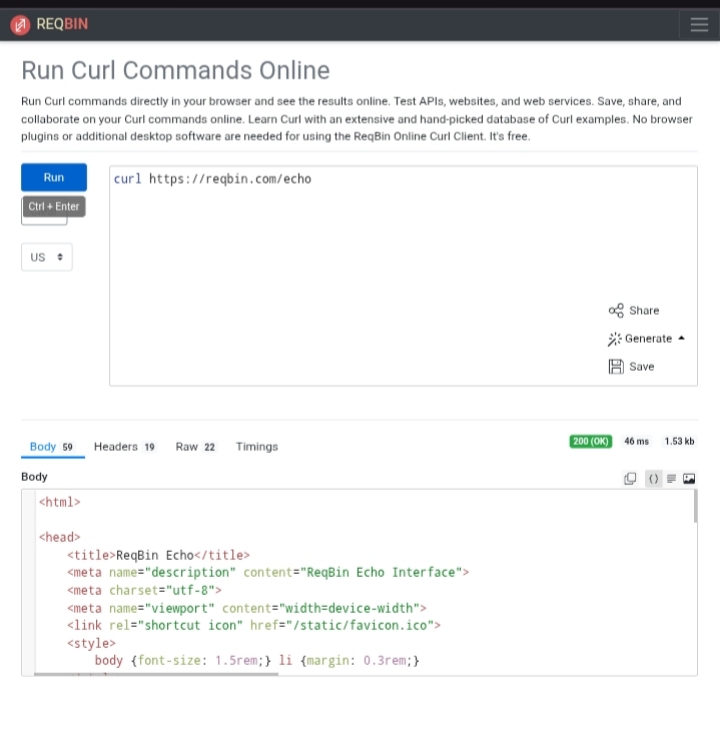 REQBIN
Run Curl Commands Online
Run Curl commands directly in your browser and see the results online. Test APIs, websites, and web services. Save, share, and
collaborate on your Curl commands online. Learn Curl with an extensive and hand-picked database of Curl examples. No browser
plugins or additional desktop software are needed for using the ReqBin Online Curl Client. It's free.
Run
curl https://reqbin.com/echo
Ctrl + Enter
US
Share
Generate
Save
Body 59 Headers 19 Raw 22 Timings 200 (OK) 46 ms 1.53 kb
Body
<html>
<head>
<title>ReqBin Echo</title>
<meta name="description" content="ReqBin Echo Interface">
<meta charset="utf-8">
<meta name="viewport" content="width=device-width">
<link rel="shortcut icon" href="/static/favicon.ico">
<style>
body {font-size: 1.5rem;} li {margin: 0.3rem;}